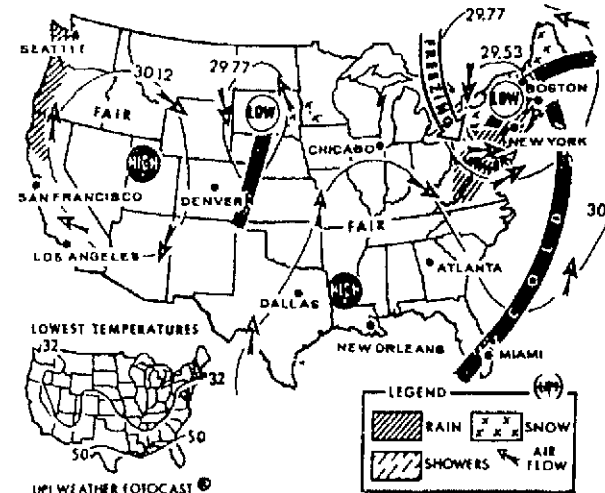 29.77
SEATTLE
30.12
29.77
FREEZING
29.53
FAIR
LOW
LOW
BOSTON
NEW YORK
CHICAGO
HIGH
SAN FRANCISCO
DENVER
LOS ANGELES
FAIR
COLD
30
ATLANTA
DALLAS
HIGH
NEW ORLEANS
MIAMI
LOWEST TEMPERATURES
32
32
50
50
LEGEND
(UPI)
RAIN
SNOW
SHOWERS
AIR
FLOW
UPI WEATHER FOTOCAST ©